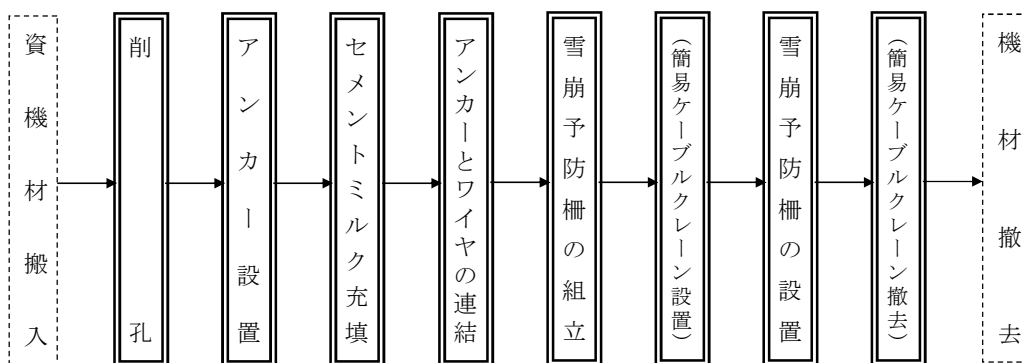 資機材搬入
削孔
アンカー設置
セメントミルク充填
アンカーとワイヤの連結
雪崩予防柵の組立
(簡易ケーブルクレーン設置)
雪崩予防柵の設置
(簡易ケーブルクレーン撤去)
機材撤去